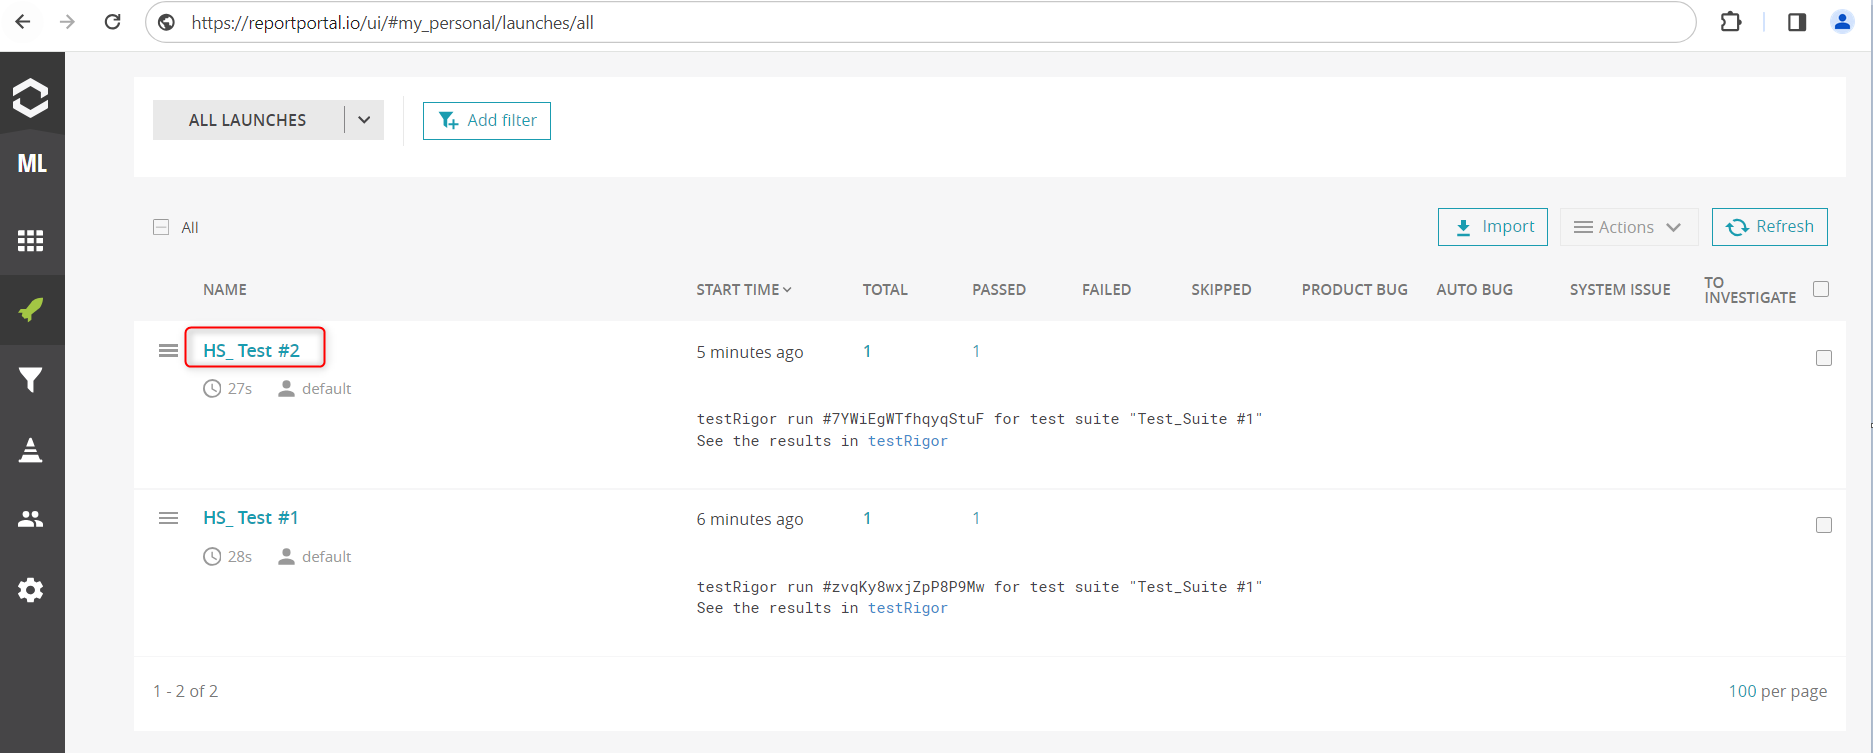 https://reportportal.io/ui/#my_personal/launches/all
ML
ALL LAUNCHES
Add filter
All
Import
Actions
Refresh
NAME
START TIME
TOTAL
PASSED
FAILED
SKIPPED
PRODUCT BUG
AUTO BUG
SYSTEM ISSUE
TO
INVESTIGATE
HS_ Test #2
5 minutes ago
1
1
27s
default
testRigor run #7YWiEgWTfhqyqStuF for test suite "Test_Suite #1"
See the results in testRigor
HS_ Test #1
6 minutes ago
1
1
28s
default
testRigor run #zvqKy8wxjZpP8P9Mw for test suite "Test_Suite #1"
See the results in testRigor
1 - 2 of 2
100 per page